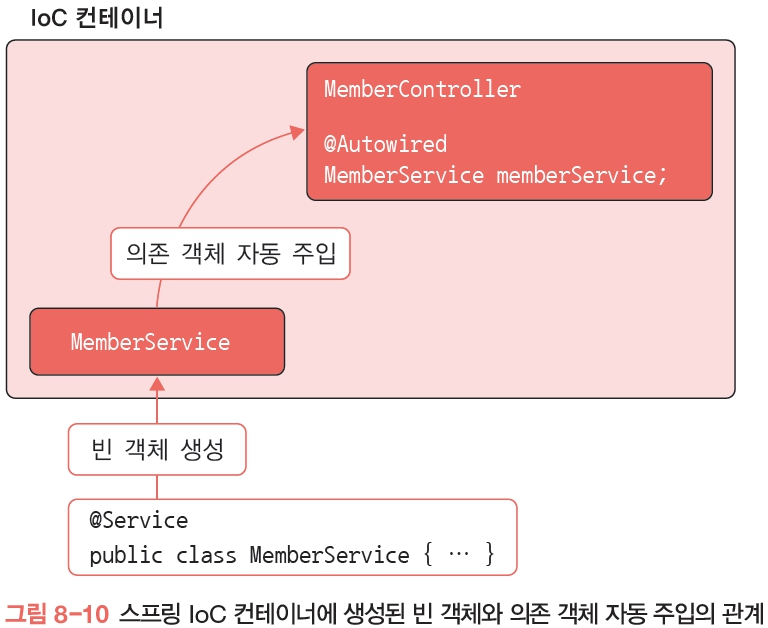 IoC 컨테이너
MemberController
@Autowired
MemberService memberService;
의존 객체 자동 주입
MemberService
빈 객체 생성
@Service
public class MemberService { … }
그림 8-10 스프링 IoC 컨테이너에 생성된 빈 객체와 의존 객체 자동 주입의 관계